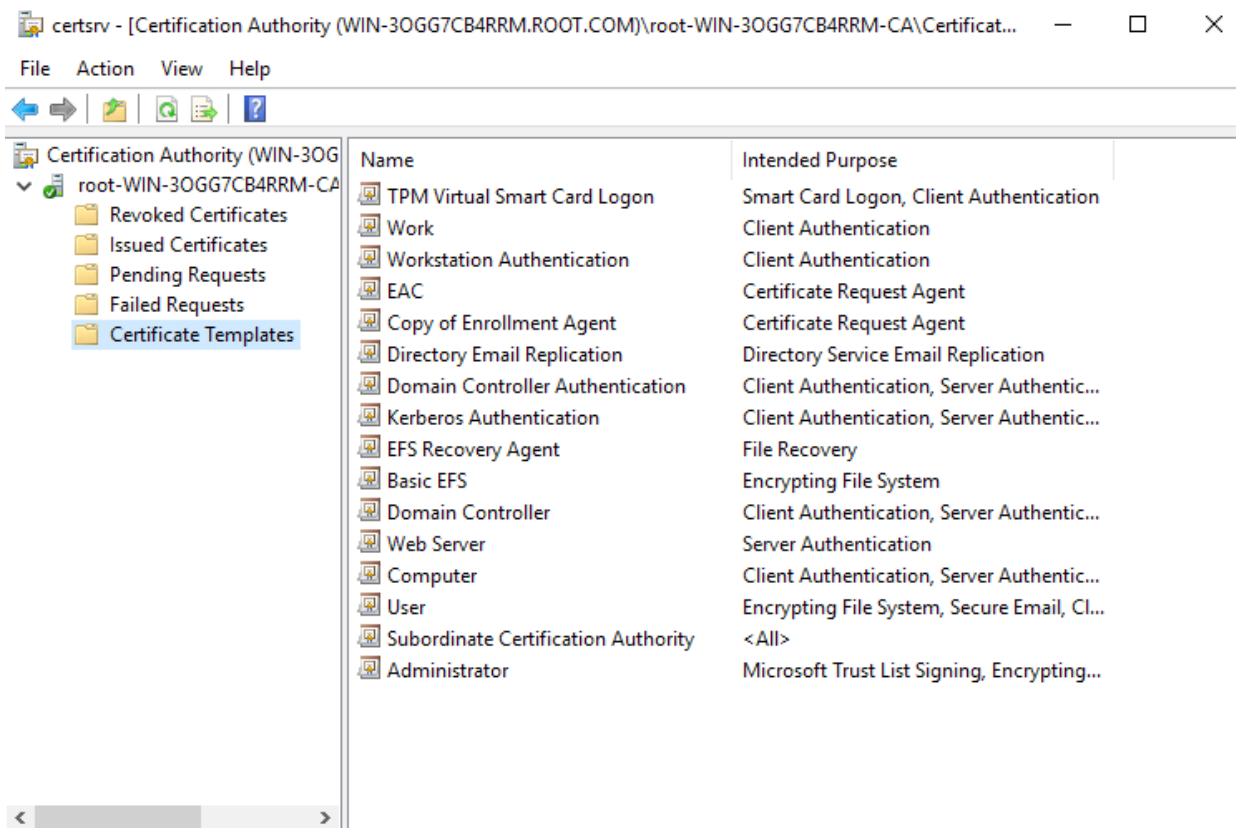 certsrv - [Certification Authority (WIN-3OGG7CB4RRM.ROOT.COM)\root-WIN-3OGG7CB4RRM-CA\Certificat...
File Action View Help
Certification Authority (WIN-3OG
root-WIN-3OGG7CB4RRM-CA
Revoked Certificates
Issued Certificates
Pending Requests
Failed Requests
Certificate Templates
Name Intended Purpose
TPM Virtual Smart Card Logon Smart Card Logon, Client Authentication
Work Client Authentication
Workstation Authentication Client Authentication
EAC Certificate Request Agent
Copy of Enrollment Agent Certificate Request Agent
Directory Email Replication Directory Service Email Replication
Domain Controller Authentication Client Authentication, Server Authentic...
Kerberos Authentication Client Authentication, Server Authentic...
EFS Recovery Agent File Recovery
Basic EFS Encrypting File System
Domain Controller Client Authentication, Server Authentic...
Web Server Server Authentication
Computer Client Authentication, Server Authentic...
User Encrypting File System, Secure Email, Cl...
Subordinate Certification Authority <All>
Administrator Microsoft Trust List Signing, Encrypting...